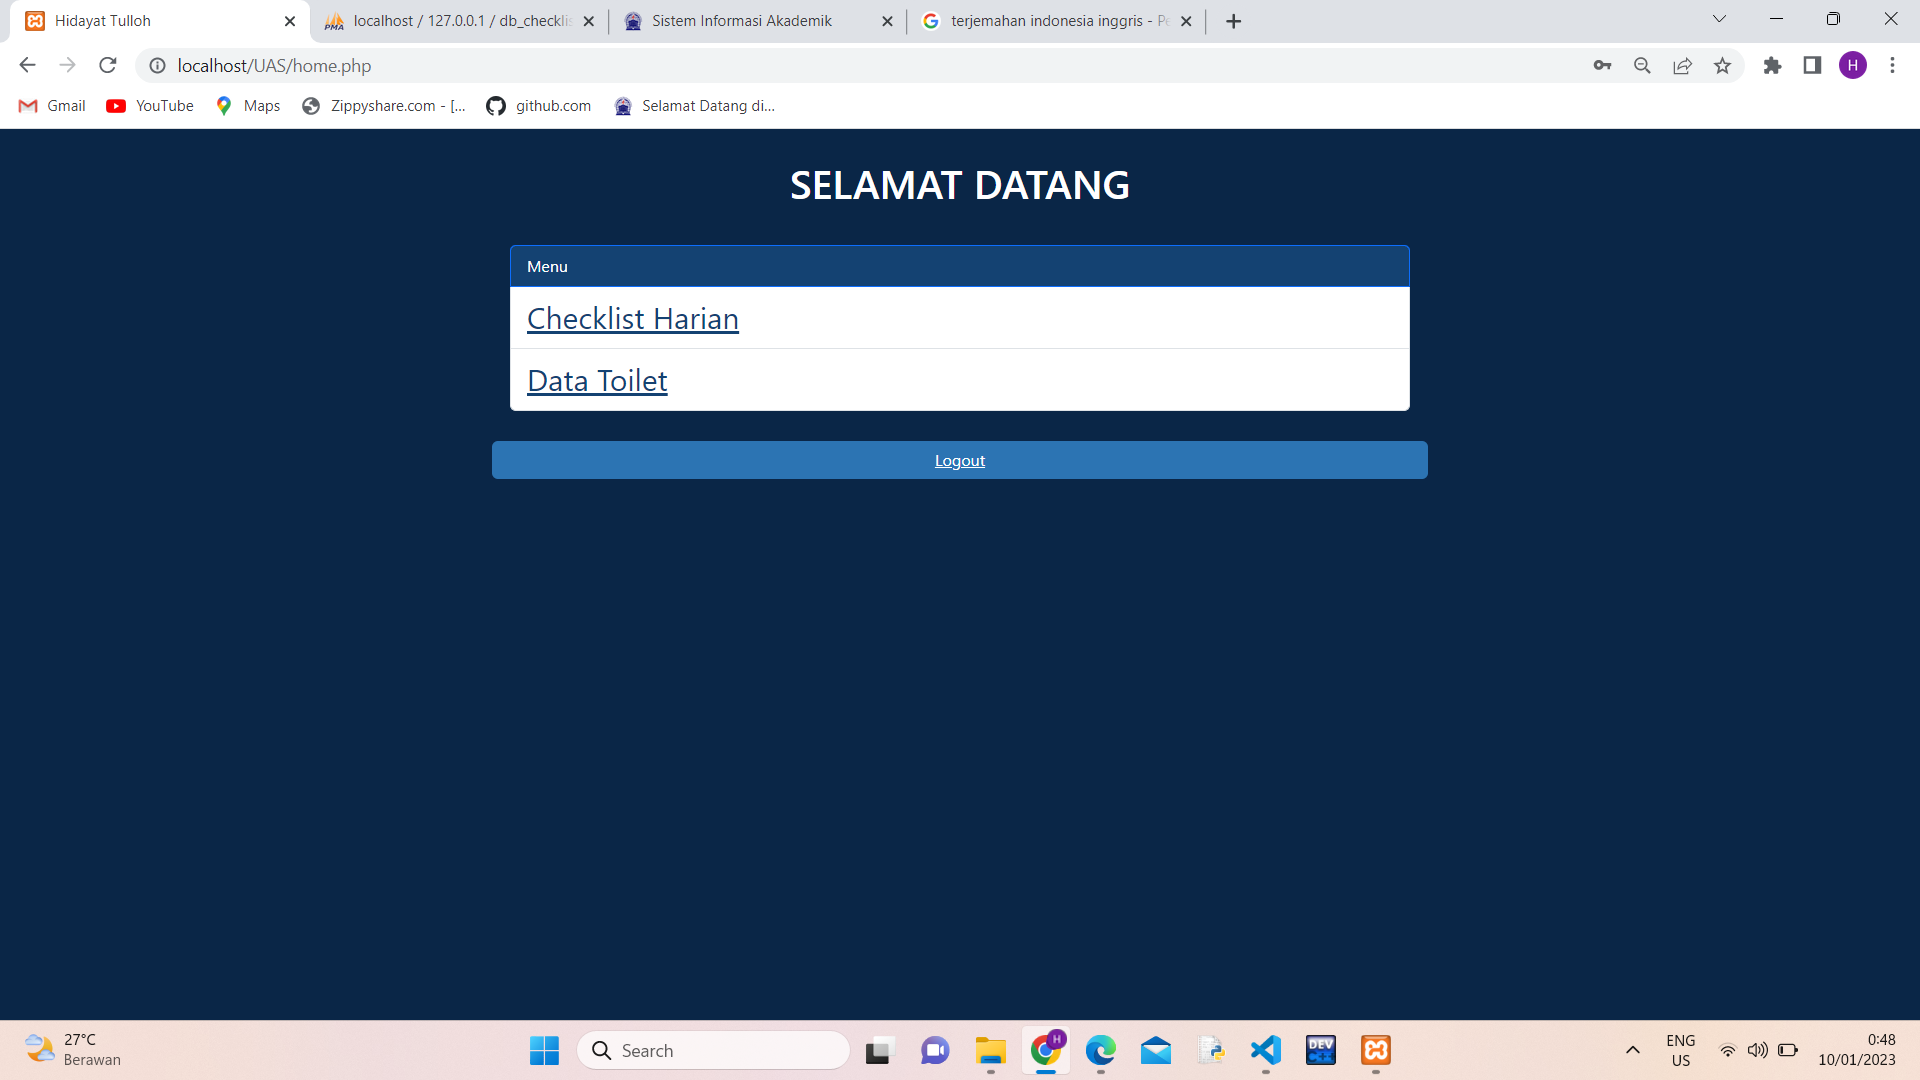 Hidayat Tulloh
localhost / 127.0.0.1 / db_checklis
Sistem Informasi Akademik
terjemahan indonesia inggris - Pe
localhost/UAS/home.php
H
Gmail
YouTube
Maps
Zippyshare.com - [...
github.com
Selamat Datang di...
SELAMAT DATANG
Menu
Checklist Harian
Data Toilet
Logout
27°C
Berawan
Search
H
DEV
ENG
US
0:48
10/01/2023